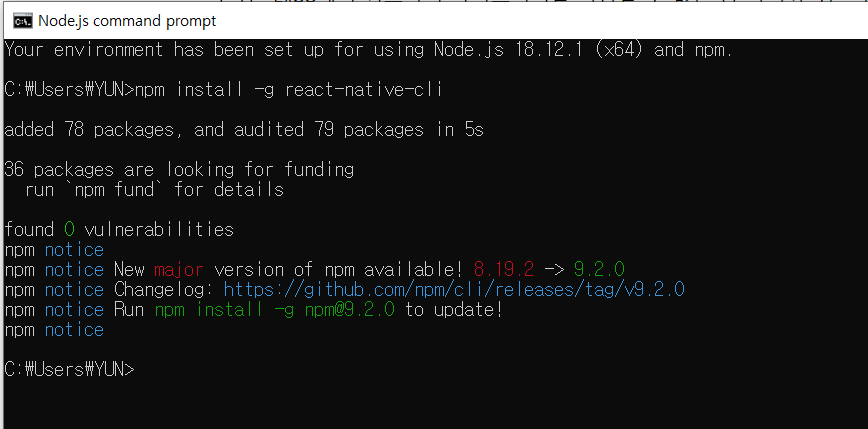 Node.js command prompt
Your environment has been set up for using Node.js 18.12.1 (x64) and npm.
C:₩Users₩YUN>npm install -g react-native-cli
added 78 packages, and audited 79 packages in 5s
36 packages are looking for funding
run `npm fund` for details
found 0 vulnerabilities
npm notice
npm notice New major version of npm available! 8.19.2 -> 9.2.0
npm notice Changelog: https://github.com/npm/cli/releases/tag/v9.2.0
npm notice Run npm install -g npm@9.2.0 to update!
npm notice
C:₩Users₩YUN>